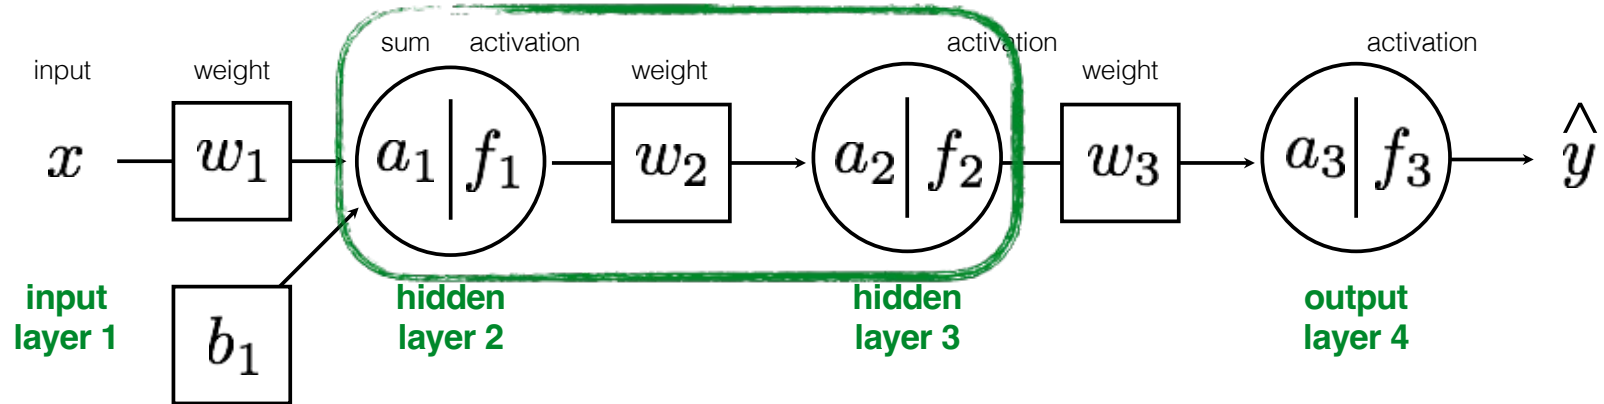 sum activation activation activation
input weight weight weight
x w₁ a₁ | f₁ w₂ a₂ | f₂ w₃ a₃ | f₃ ŷ
input hidden hidden output
layer 1 layer 2 layer 3 layer 4
b₁